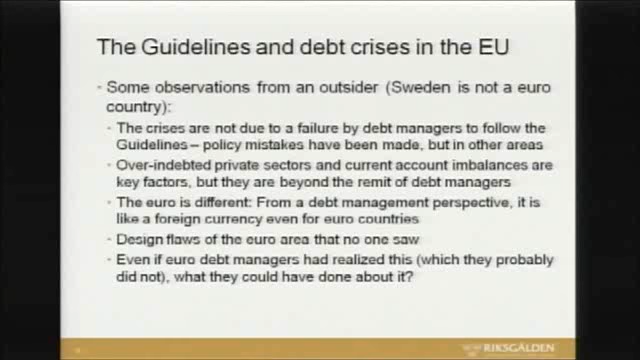 The Guidelines and debt crises in the EU
- Some observations from an outsider (Sweden is not a euro
country):
- The crises are not due to a failure by debt managers to follow the
Guidelines – policy mistakes have been made, but in other areas
- Over-indebted private sectors and current account imbalances are
key factors, but they are beyond the remit of debt managers
- The euro is different: From a debt management perspective, it is
like a foreign currency even for euro countries
- Design flaws of the euro area that no one saw
- Even if euro debt managers had realized this (which they probably
did not), what they could have done about it?
RIKSGÄLDEN